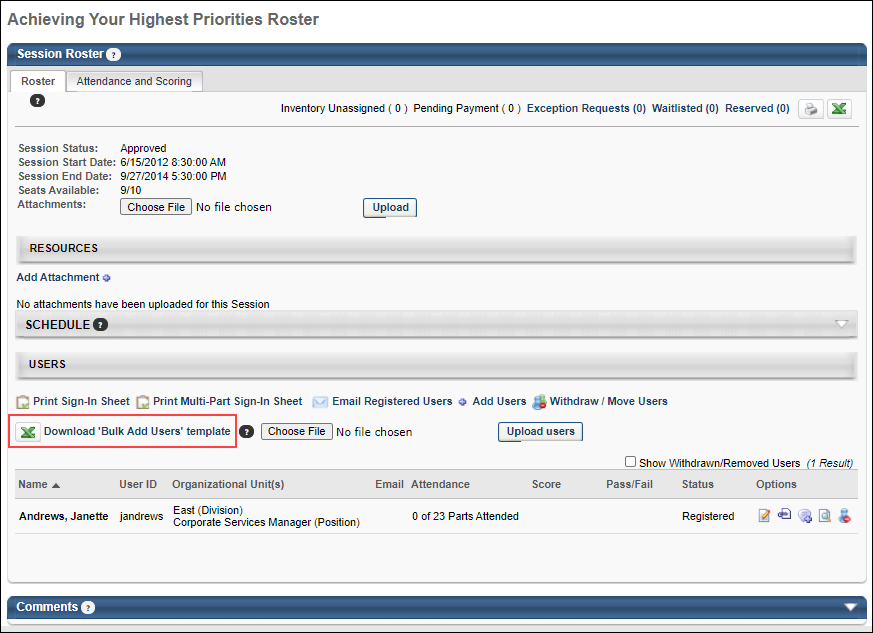 Achieving Your Highest Priorities Roster
Session Roster ?
Roster Attendance and Scoring
?
Inventory Unassigned ( 0 ) Pending Payment ( 0 ) Exception Requests (0) Waitlisted (0) Reserved (0)
Session Status: Approved
Session Start Date: 6/15/2012 8:30:00 AM
Session End Date: 9/27/2014 5:30:00 PM
Seats Available: 9/10
Attachments: Choose File No file chosen Upload
RESOURCES
Add Attachment
No attachments have been uploaded for this Session
SCHEDULE ?
USERS
Print Sign-In Sheet Print Multi-Part Sign-In Sheet Email Registered Users Add Users Withdraw / Move Users
Download 'Bulk Add Users' template ? Choose File No file chosen Upload users
Show Withdrawn/Removed Users (1 Result)
Name User ID Organizational Unit(s) Email Attendance Score Pass/Fail Status Options
Andrews, Janette jandrews East (Division) 0 of 23 Parts Attended Registered
Corporate Services Manager (Position)
Comments ?